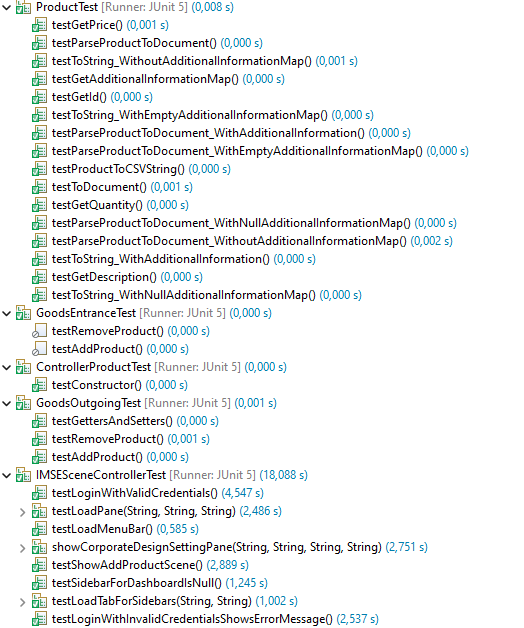 ProductTest [Runner: JUnit 5] (0,008 s)
testGetPrice() (0,001 s)
testParseProductToDocument() (0,000 s)
testToString_WithoutAdditionalInformationMap() (0,001 s)
testGetAdditionalInformationMap() (0,000 s)
testGetId() (0,000 s)
testToString_WithEmptyAdditionalInformationMap() (0,000 s)
testParseProductToDocument_WithAdditionalInformation() (0,000 s)
testParseProductToDocument_WithEmptyAdditionalInformationMap() (0,000 s)
testProductToCSVString() (0,000 s)
testToDocument() (0,001 s)
testGetQuantity() (0,000 s)
testParseProductToDocument_WithNullAdditionalInformationMap() (0,000 s)
testParseProductToDocument_WithoutAdditionalInformationMap() (0,002 s)
testToString_WithAdditionalInformation() (0,000 s)
testGetDescription() (0,000 s)
testToString_WithNullAdditionalInformationMap() (0,000 s)
GoodsEntranceTest [Runner: JUnit 5] (0,000 s)
testRemoveProduct() (0,000 s)
testAddProduct() (0,000 s)
ControllerProductTest [Runner: JUnit 5] (0,000 s)
testConstructor() (0,000 s)
GoodsOutgoingTest [Runner: JUnit 5] (0,001 s)
testGettersAndSetters() (0,000 s)
testRemoveProduct() (0,001 s)
testAddProduct() (0,000 s)
IMSESceneControllerTest [Runner: JUnit 5] (18,088 s)
testLoginWithValidCredentials() (4,547 s)
testLoadPane(String, String, String) (2,486 s)
testLoadMenuBar() (0,585 s)
showCorporateDesignSettingPane(String, String, String, String) (2,751 s)
testShowAddProductScene() (2,889 s)
testSidebarForDashboardIsNull() (1,245 s)
testLoadTabForSidebars(String, String) (1,002 s)
testLoginWithInvalidCredentialsShowsErrorMessage() (2,537 s)